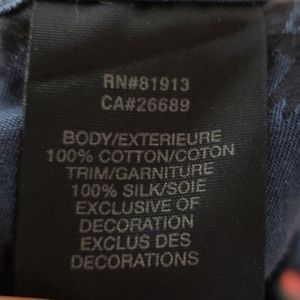 RN#81913
CA#26689
BODY/EXTERIEURE
100% COTTON/COTON
TRIM/GARNITURE
100% SILK/SOIE
EXCLUSIVE OF
DECORATION
EXCLUS DES
DECORATIONS